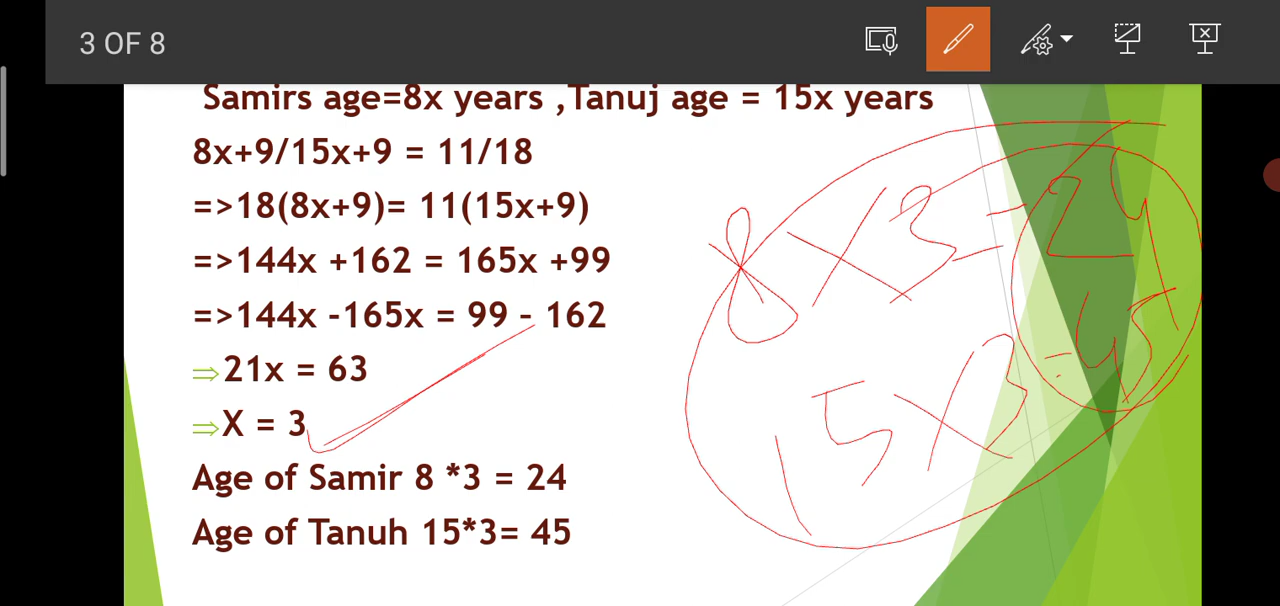 3 OF 8
Samirs age=8x years ,Tanuj age = 15x years
8x+9/15x+9 = 11/18
=>18(8x+9)= 11(15x+9)
=>144x +162 = 165x +99
=>144x -165x = 99 - 162
⇒21x = 63
⇒X = 3
Age of Samir 8 *3 = 24
Age of Tanuh 15*3= 45
8 X 3 = 24
15 X 3 = 45